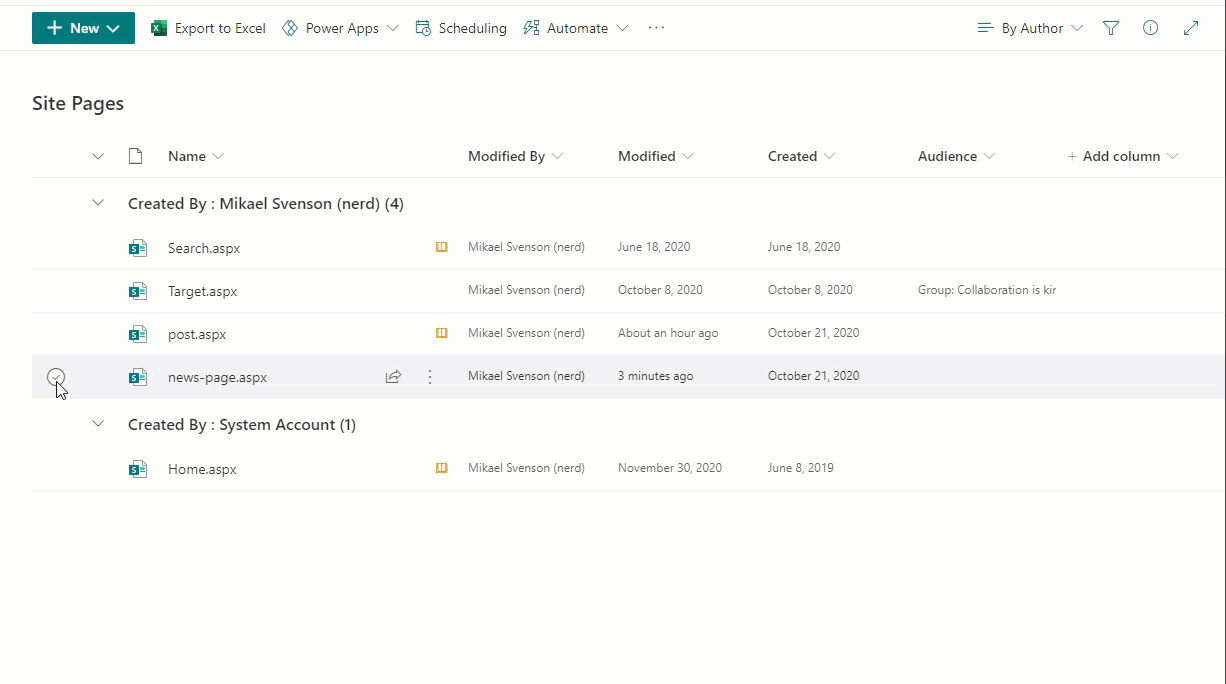 New Export to Excel Power Apps Scheduling Automate ··· By Author
Site Pages
Name Modified By Modified Created Audience + Add column
Created By : Mikael Svenson (nerd) (4)
Search.aspx Mikael Svenson (nerd) June 18, 2020 June 18, 2020
Target.aspx Mikael Svenson (nerd) October 8, 2020 October 8, 2020 Group: Collaboration is kir
post.aspx Mikael Svenson (nerd) About an hour ago October 21, 2020
news-page.aspx Mikael Svenson (nerd) 3 minutes ago October 21, 2020
Created By : System Account (1)
Home.aspx Mikael Svenson (nerd) November 30, 2020 June 8, 2019